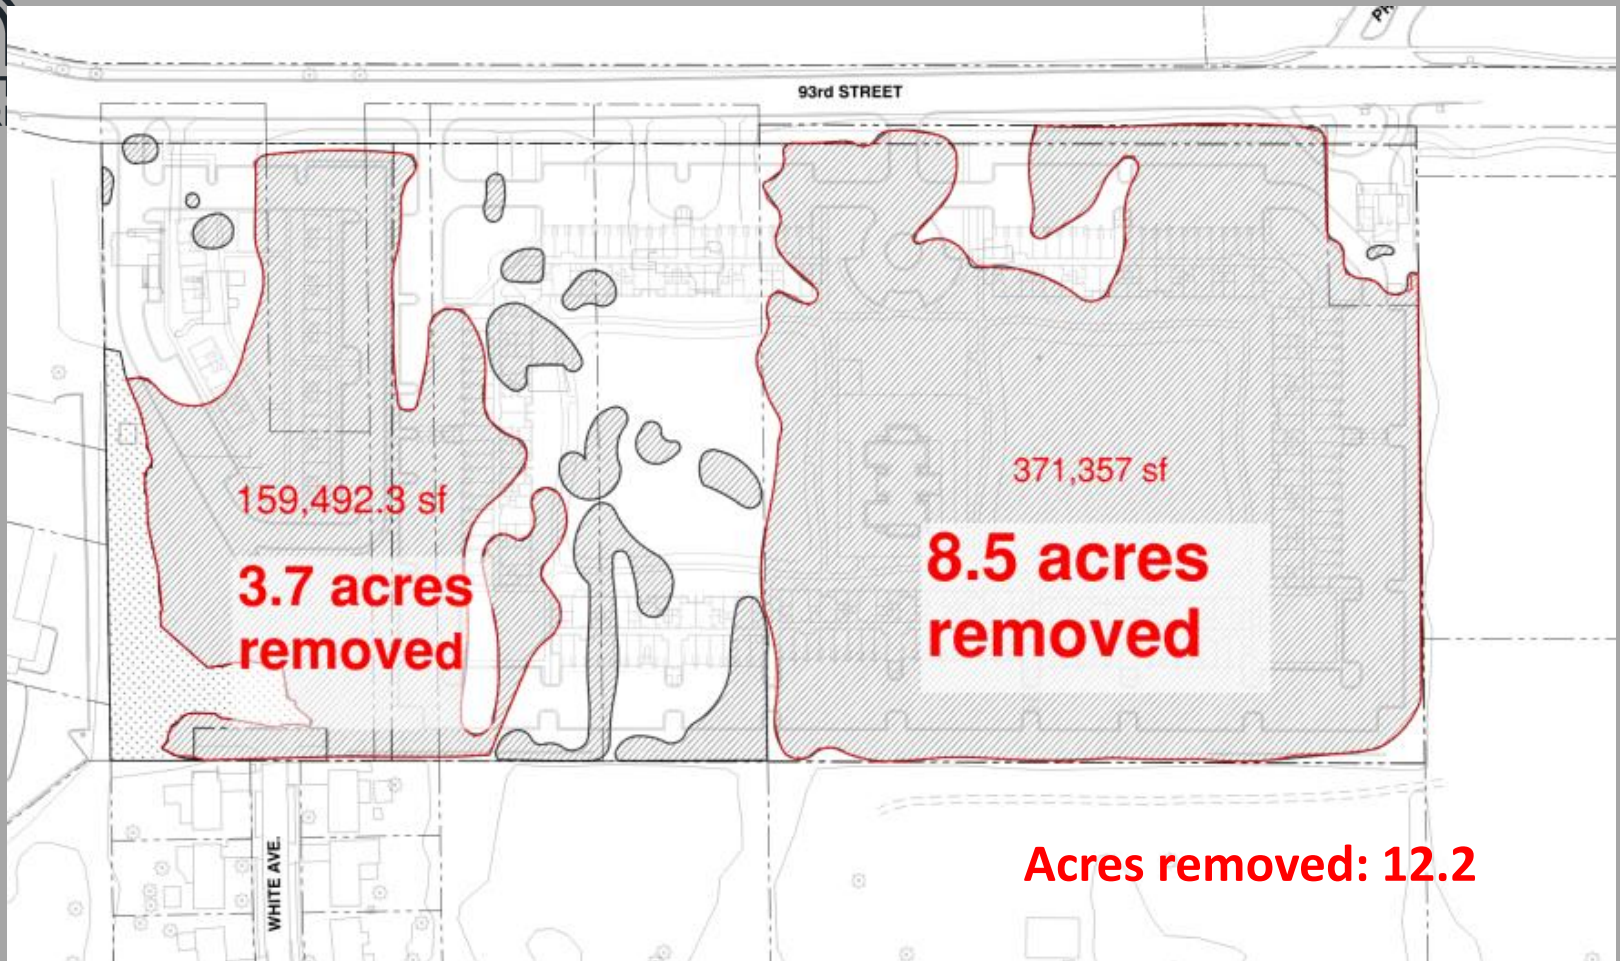 93rd STREET
371,357 sf
159,492.3 sf
8.5 acres
removed
3.7 acres
removed
WHITE AVE.
Acres removed: 12.2